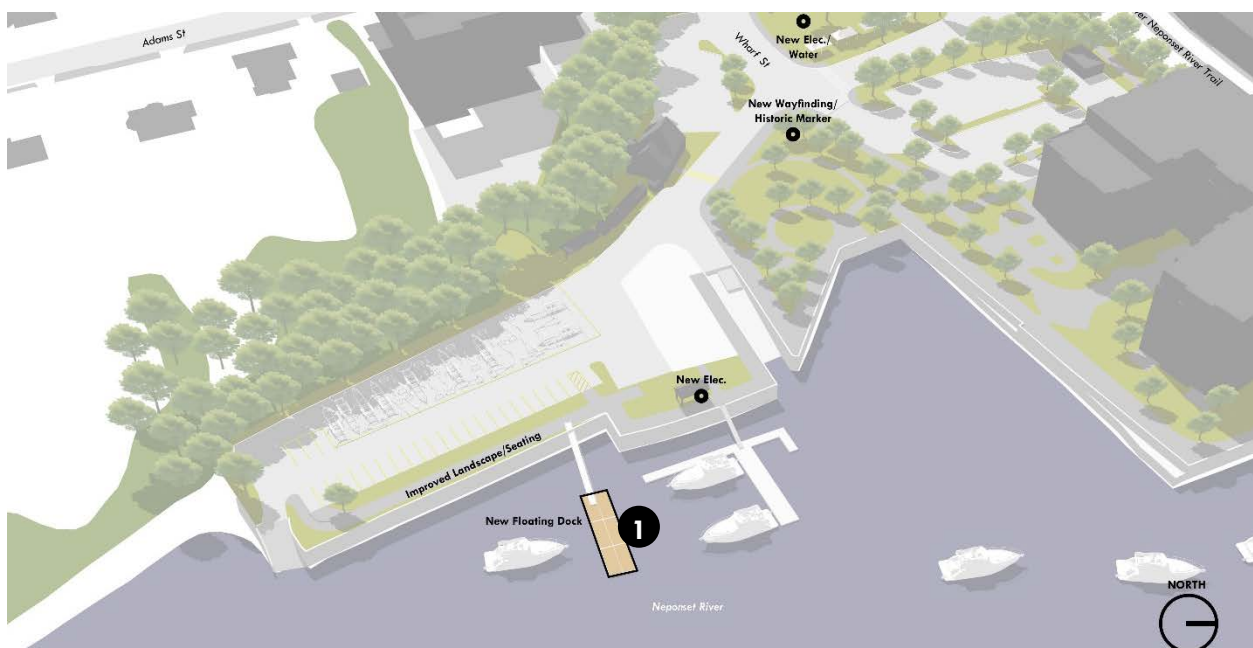 Adams St
Wharf St
New Elec./
Water
Neponset River Trail
New Wayfinding/
Historic Marker
New Elec.
Improved Landscape/Seating
New Floating Dock
1
Neponset River
NORTH